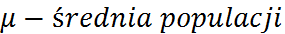 μ − średnia populacji